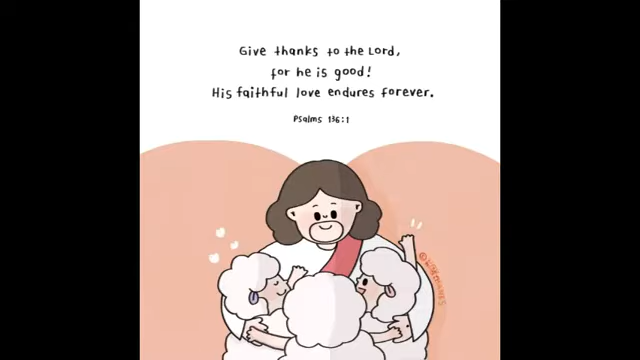 Give thanks to the Lord,
for he is good!
His faithful love endures forever.
Psalms 136:1